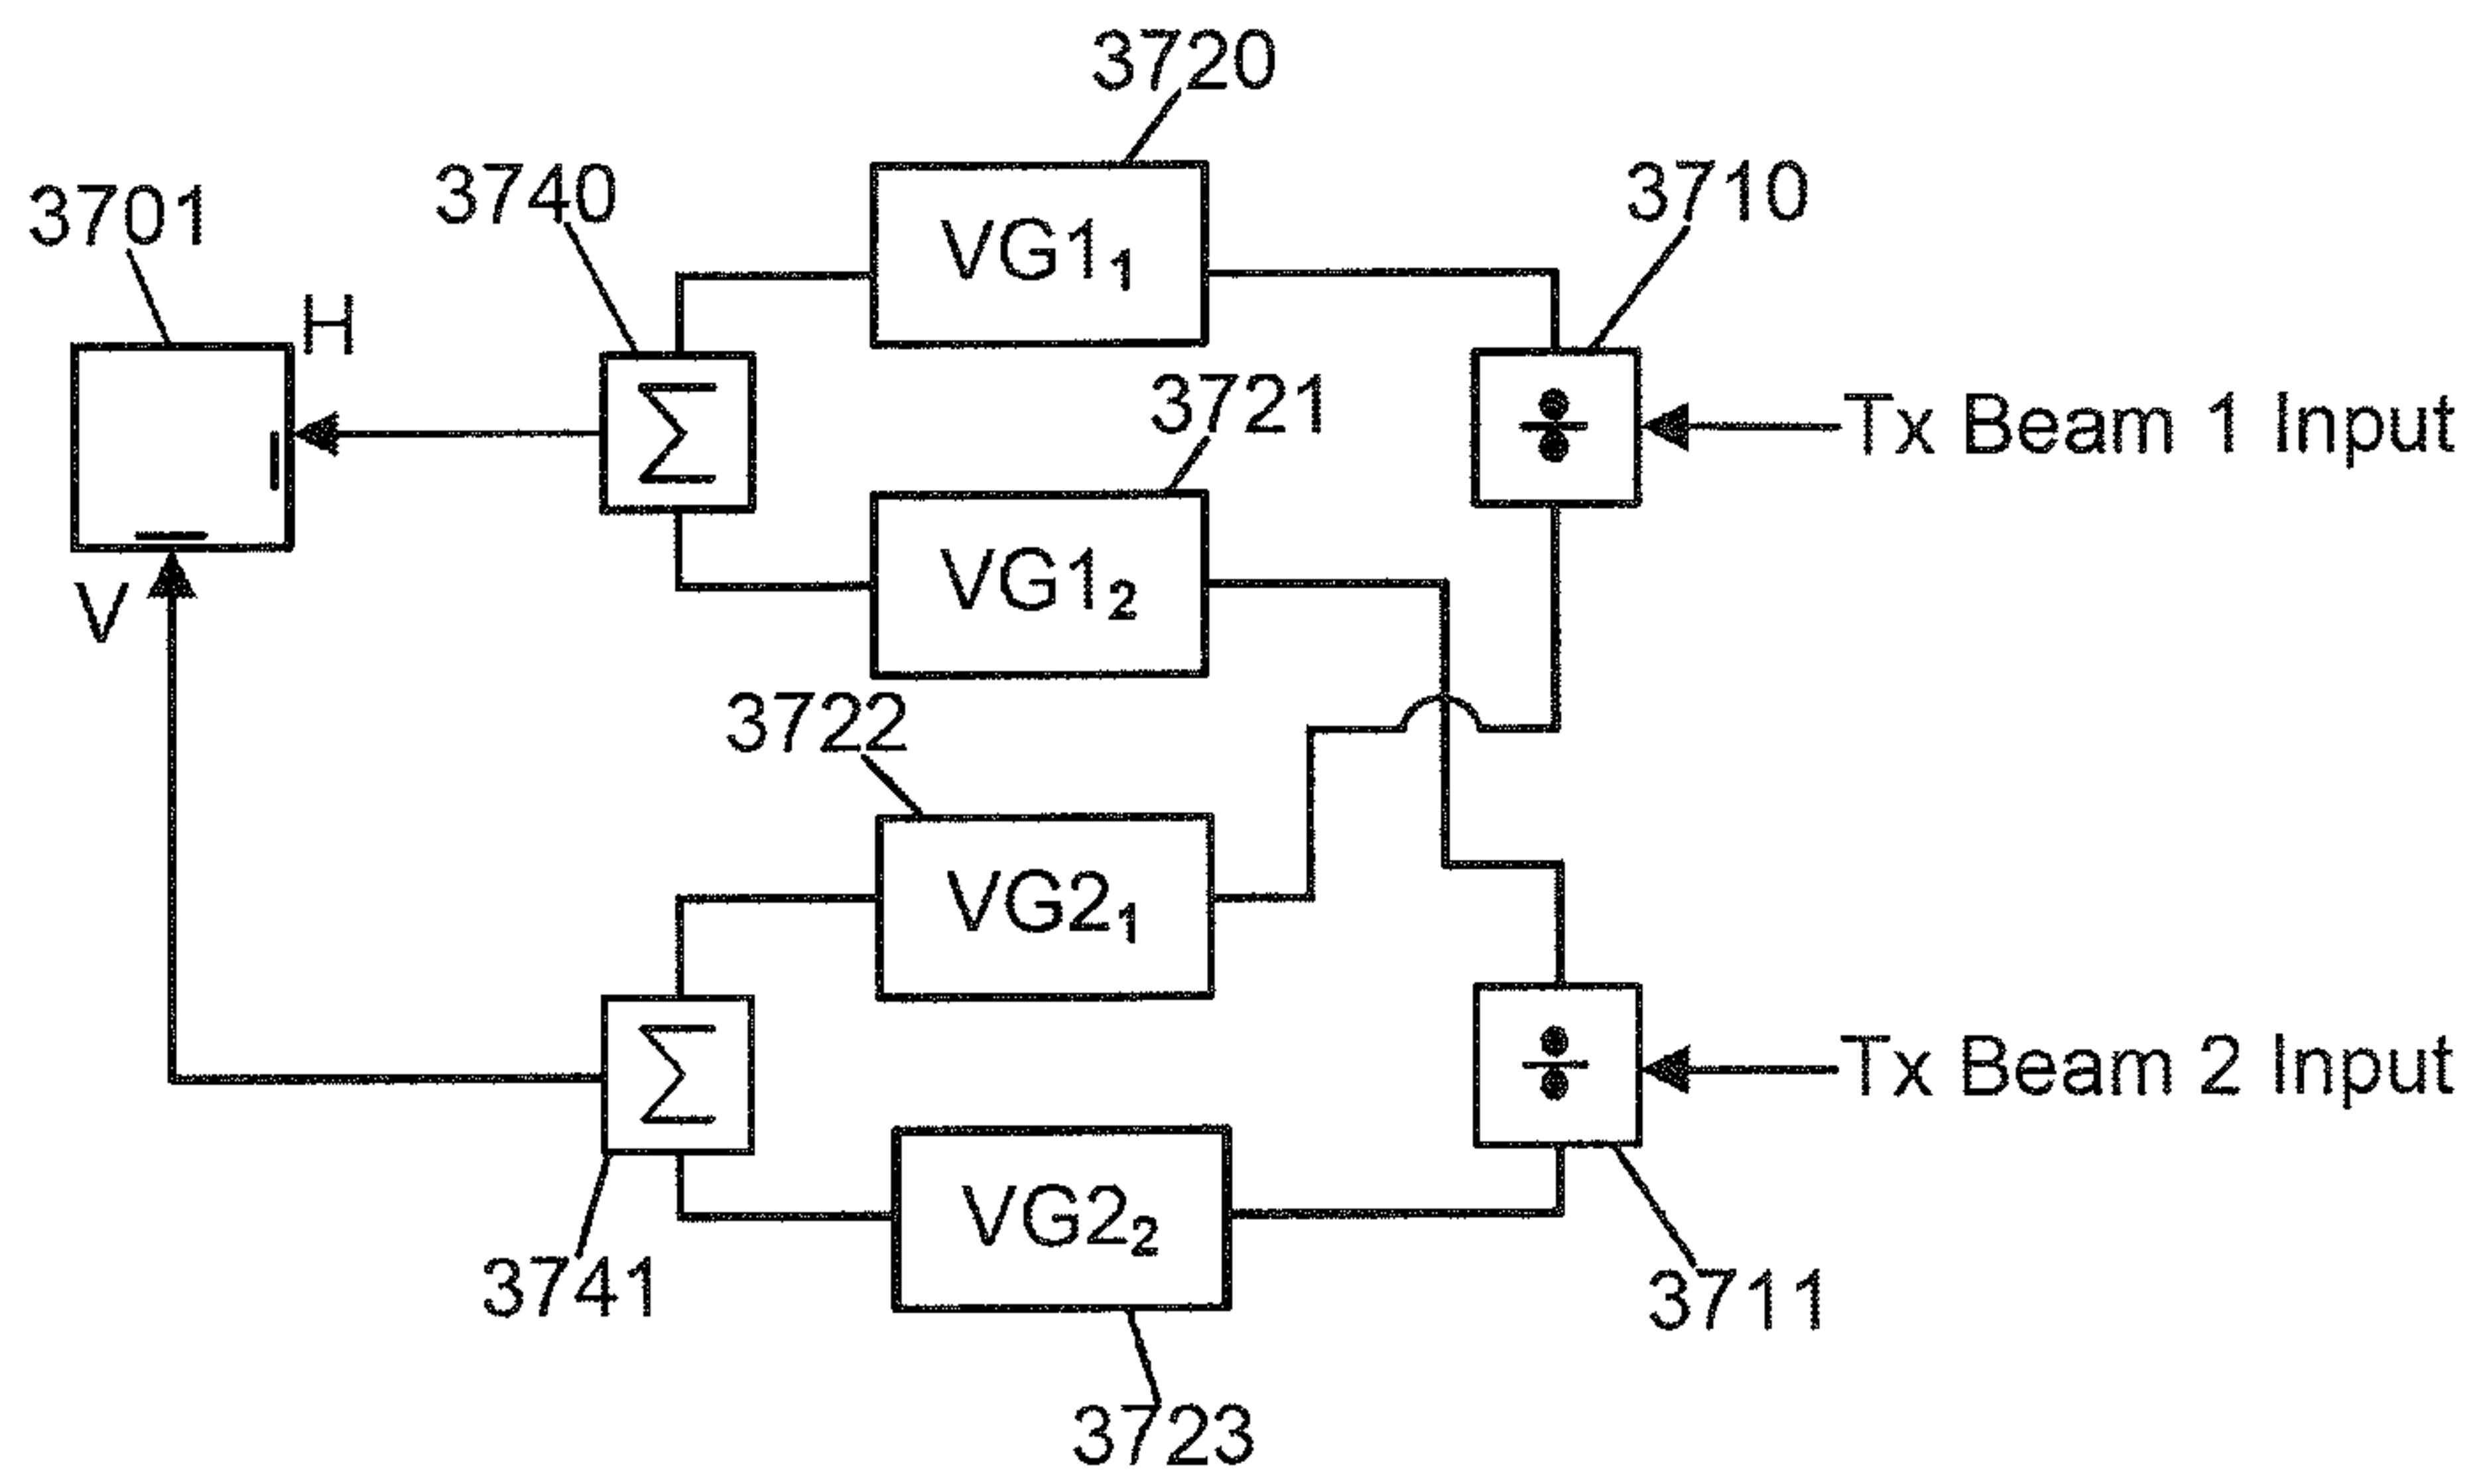 3720
3740
3710
3701
VG1₁
H
3721
Σ
÷
Tx Beam 1 Input
VG1₂
V
3722
VG2₁
Σ
÷
Tx Beam 2 Input
VG2₂
3741
3711
3723